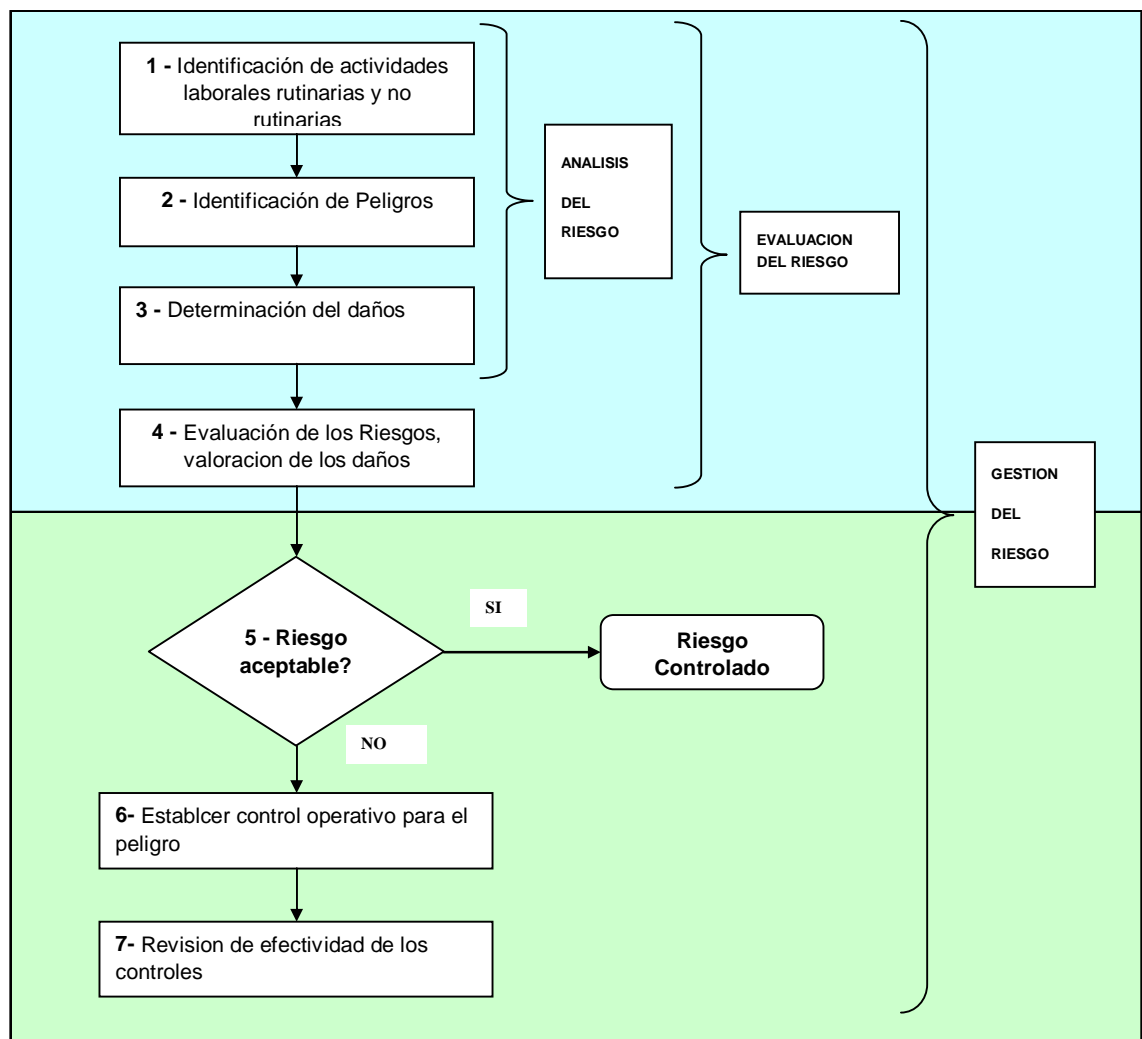 1 - Identificación de actividades
laborales rutinarias y no
rutinarias
2 - Identificación de Peligros
3 - Determinación del daños
4 - Evaluación de los Riesgos,
valoracion de los daños
ANALISIS
DEL
RIESGO
EVALUACION
DEL RIESGO
GESTION
DEL
RIESGO
5 - Riesgo
aceptable?
SI
Riesgo
Controlado
NO
6- Establcer control operativo para el
peligro
7- Revision de efectividad de los
controles